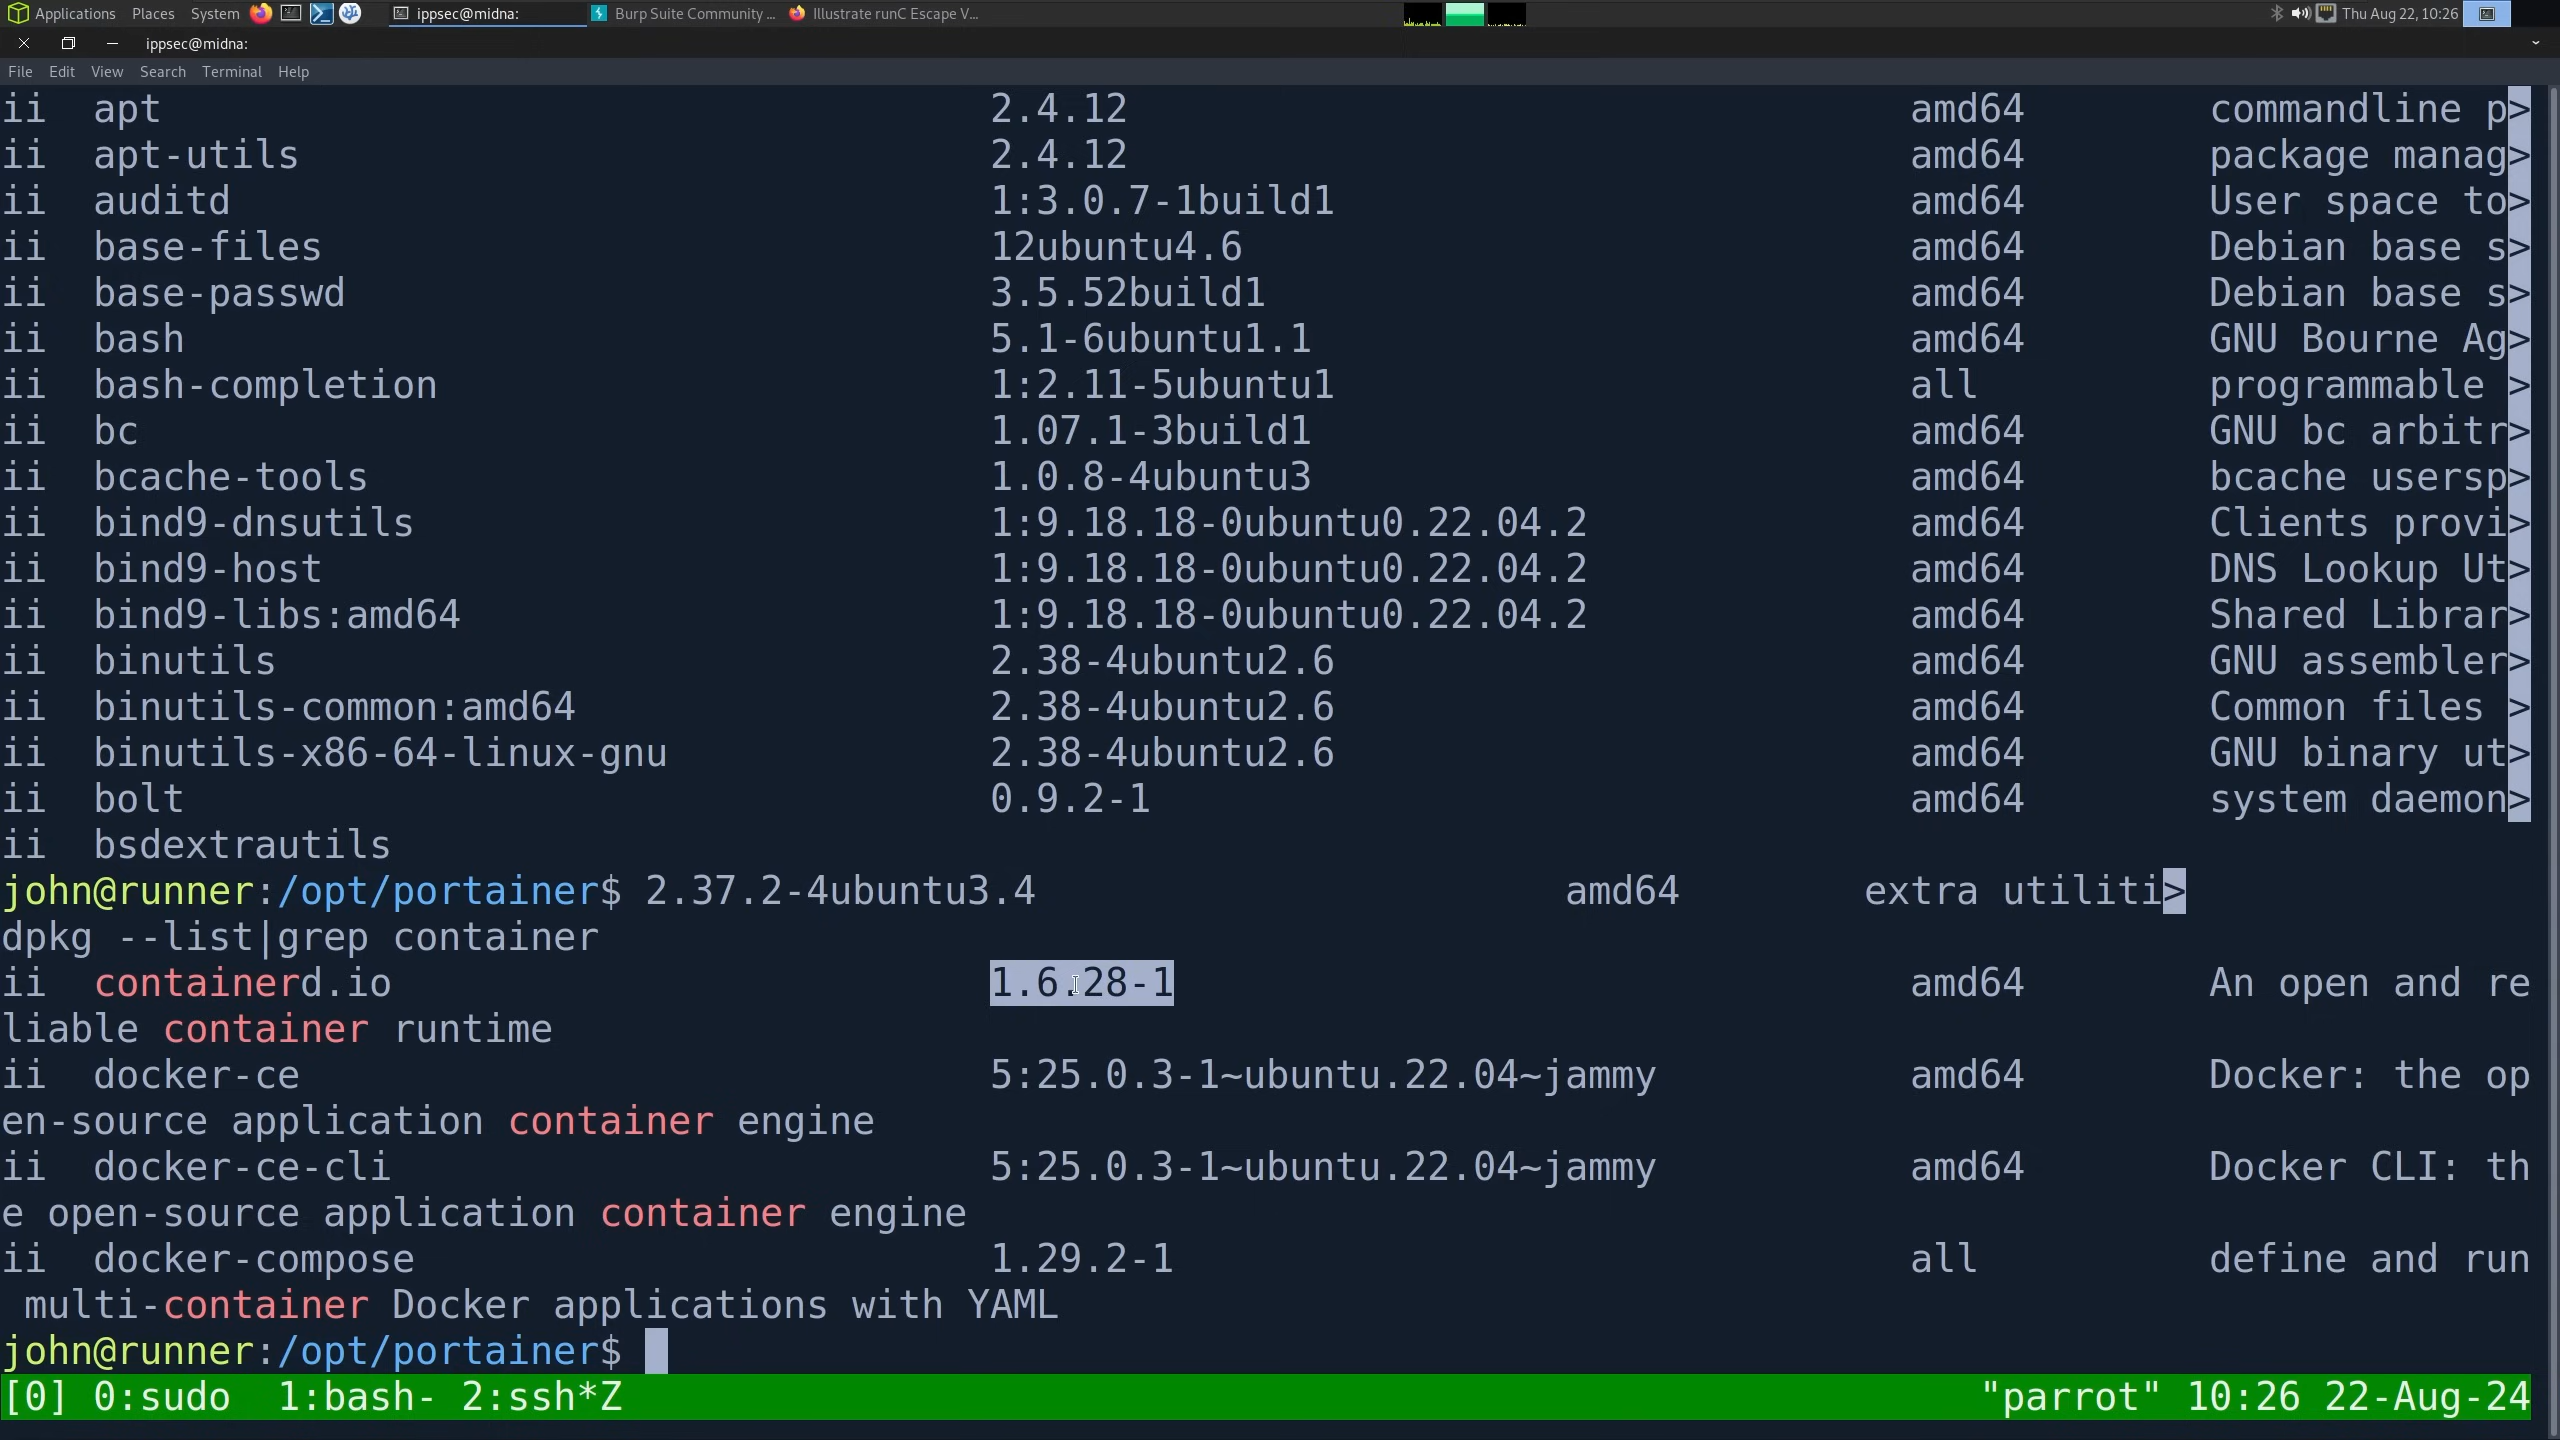 Applications Places System ippsec@midna: Burp Suite Community ... Illustrate runC Escape V... Thu Aug 22, 10:26
ippsec@midna:
File Edit View Search Terminal Help
ii apt 2.4.12 amd64 commandline p>
ii apt-utils 2.4.12 amd64 package manag>
ii auditd 1:3.0.7-1build1 amd64 User space to>
ii base-files 12ubuntu4.6 amd64 Debian base s>
ii base-passwd 3.5.52build1 amd64 Debian base s>
ii bash 5.1-6ubuntu1.1 amd64 GNU Bourne Ag>
ii bash-completion 1:2.11-5ubuntu1 all programmable >
ii bc 1.07.1-3build1 amd64 GNU bc arbitr>
ii bcache-tools 1.0.8-4ubuntu3 amd64 bcache usersp>
ii bind9-dnsutils 1:9.18.18-0ubuntu0.22.04.2 amd64 Clients provi>
ii bind9-host 1:9.18.18-0ubuntu0.22.04.2 amd64 DNS Lookup Ut>
ii bind9-libs:amd64 1:9.18.18-0ubuntu0.22.04.2 amd64 Shared Librar>
ii binutils 2.38-4ubuntu2.6 amd64 GNU assembler>
ii binutils-common:amd64 2.38-4ubuntu2.6 amd64 Common files >
ii binutils-x86-64-linux-gnu 2.38-4ubuntu2.6 amd64 GNU binary ut>
ii bolt 0.9.2-1 amd64 system daemon>
ii bsdextrautils
john@runner:/opt/portainer$ 2.37.2-4ubuntu3.4 amd64 extra utiliti>
dpkg --list|grep container
ii containerd.io 1.6.28-1 amd64 An open and re
liable container runtime
ii docker-ce 5:25.0.3-1~ubuntu.22.04~jammy amd64 Docker: the op
en-source application container engine
ii docker-ce-cli 5:25.0.3-1~ubuntu.22.04~jammy amd64 Docker CLI: th
e open-source application container engine
ii docker-compose 1.29.2-1 all define and run
 multi-container Docker applications with YAML
john@runner:/opt/portainer$
[0] 0:sudo 1:bash- 2:ssh*Z "parrot" 10:26 22-Aug-24